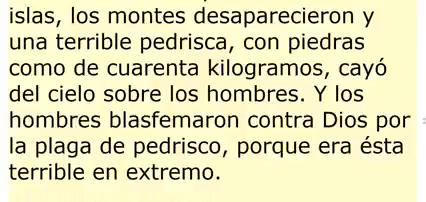 islas, los montes desaparecieron y
una terrible pedrisca, con piedras
como de cuarenta kilogramos, cayó
del cielo sobre los hombres. Y los
hombres blasfemaron contra Dios por
la plaga de pedrisco, porque era ésta
terrible en extremo.